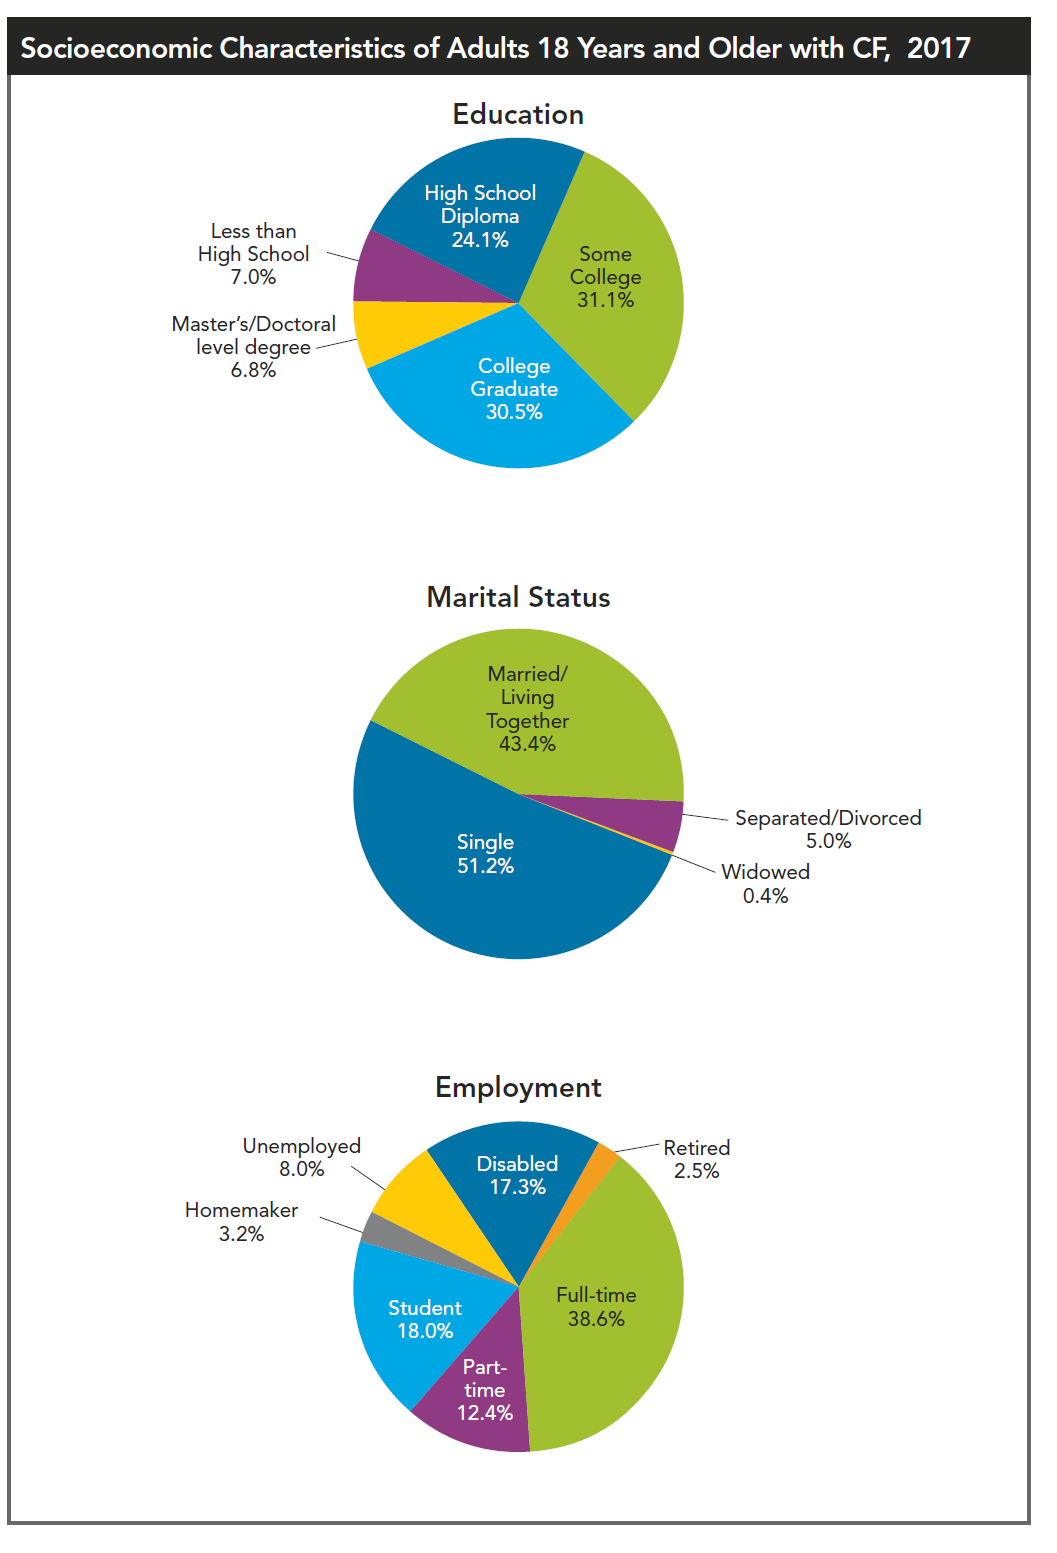 Socioeconomic Characteristics of Adults 18 Years and Older with CF, 2017
Education
High School
Diploma
24.1%
Some
College
31.1%
Less than
High School
7.0%
Master's/Doctoral
level degree
6.8%
College
Graduate
30.5%
Marital Status
Married/
Living
Together
43.4%
Separated/Divorced
5.0%
Single
51.2%
Widowed
0.4%
Employment
Unemployed
8.0%
Disabled
17.3%
Retired
2.5%
Homemaker
3.2%
Full-time
38.6%
Student
18.0%
Part-
time
12.4%